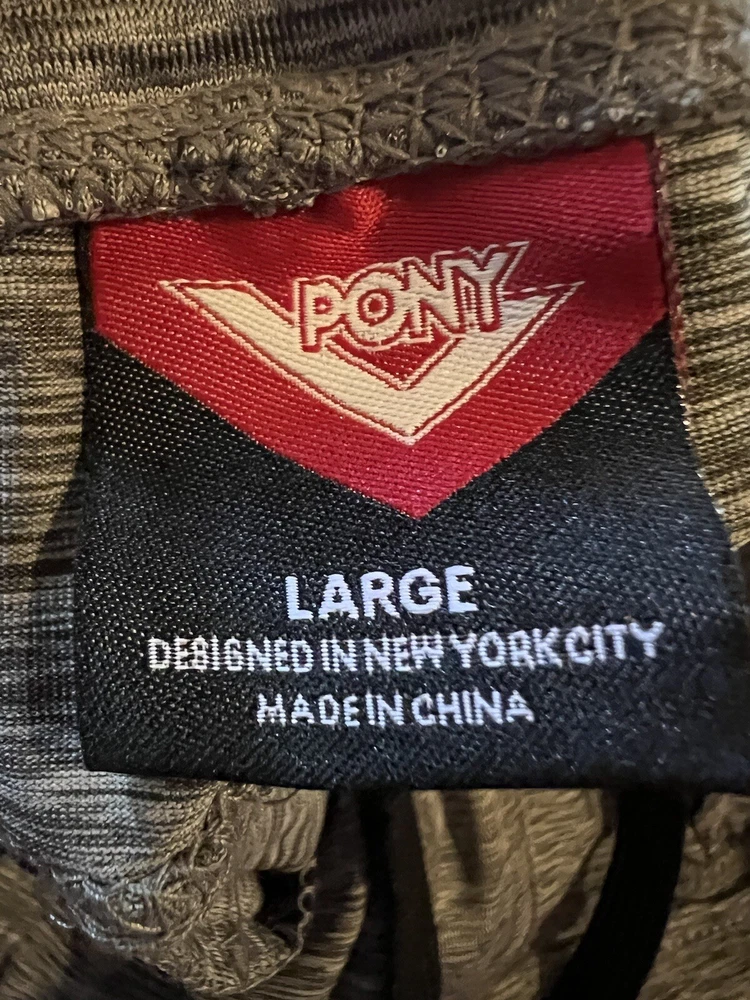 PONY
LARGE
DESIGNED IN NEW YORK CITY
MADE IN CHINA